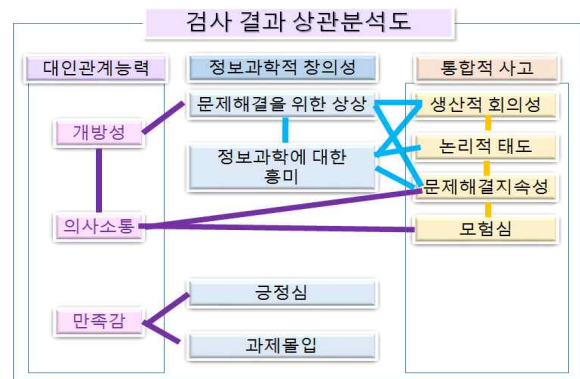 검사 결과 상관분석도
대인관계능력
정보과학적 창의성
통합적 사고
개방성
의사소통
만족감
문제해결을 위한 상상
정보과학에 대한
흥미
긍정심
과제몰입
생산적 회의성
논리적 태도
문제해결지속성
모험심